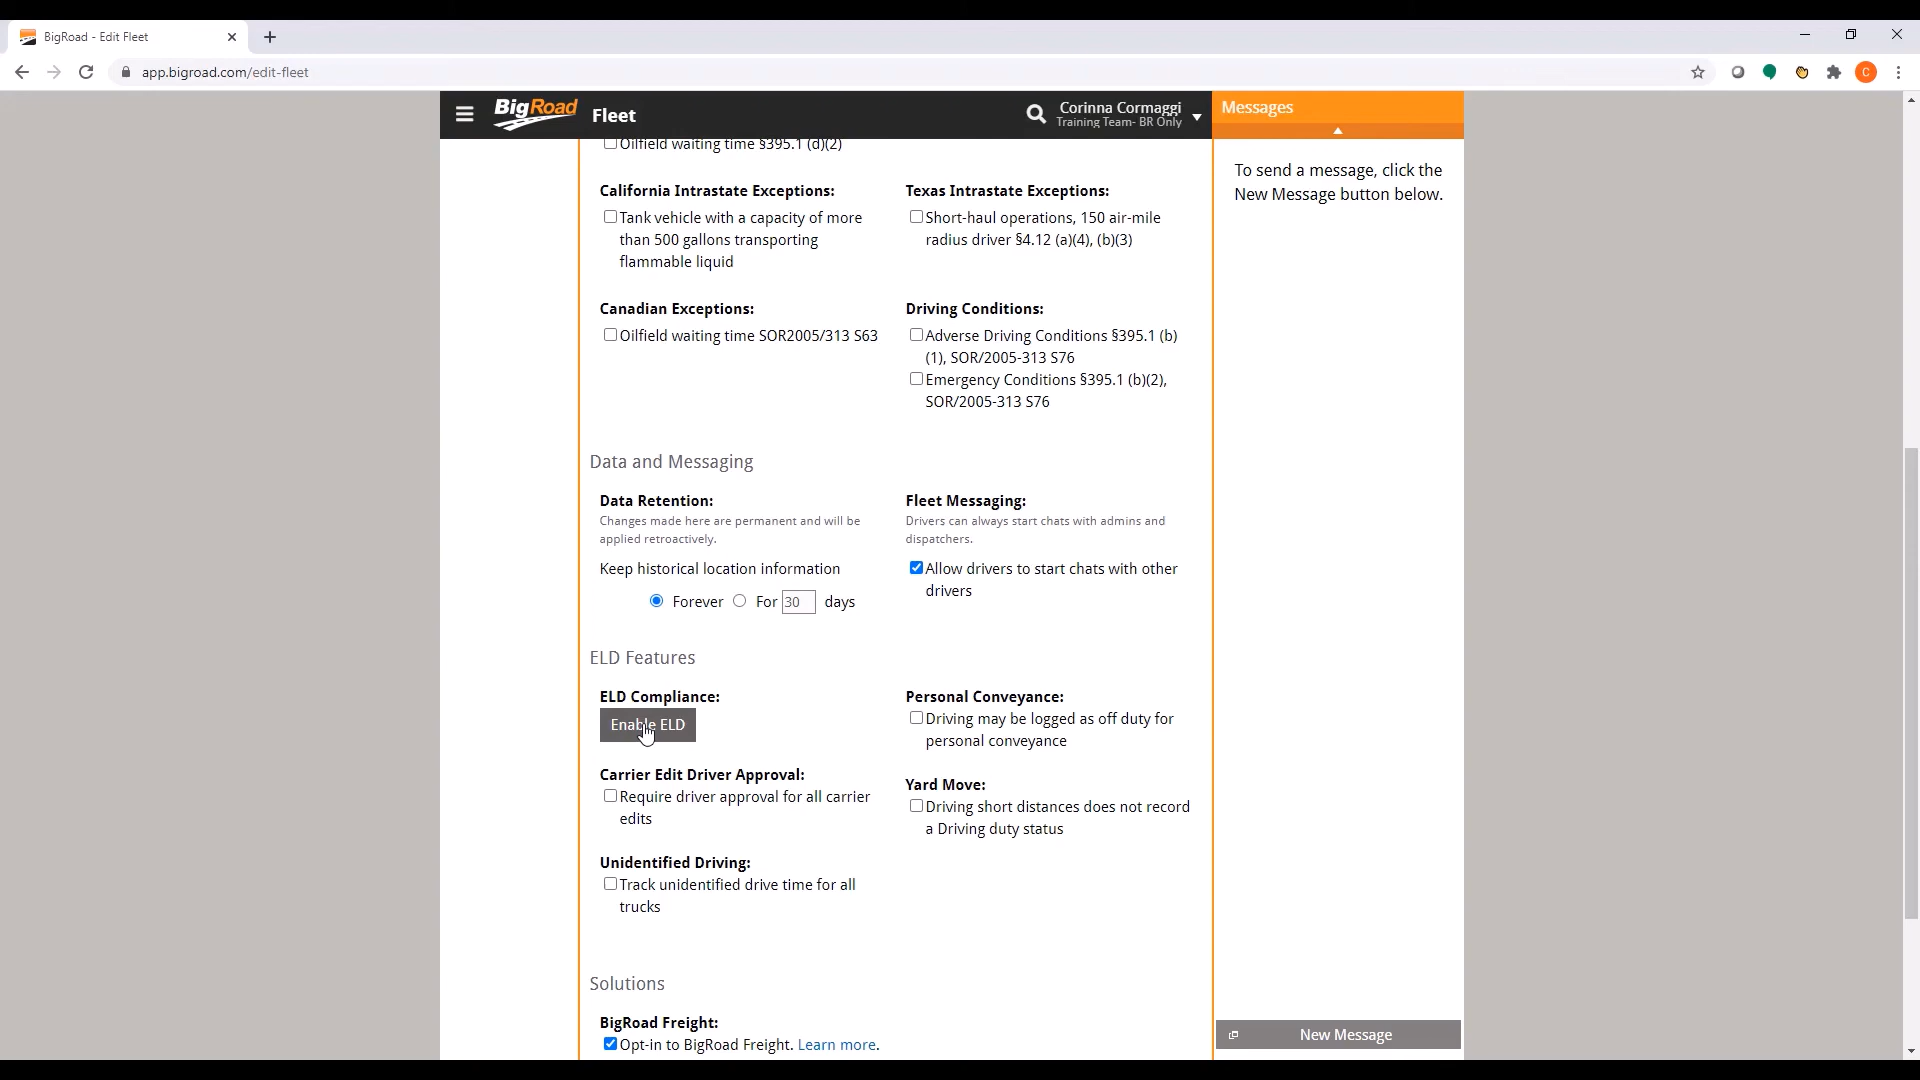 BigRoad - Edit Fleet
app.bigroad.com/edit-fleet
C
BigRoad
Fleet
Corinna Cormaggi
Training Team- BR Only
Messages
Oilfield waiting time §395.1 (d)(2)
To send a message, click the
New Message button below.
California Intrastate Exceptions:
Tank vehicle with a capacity of more
than 500 gallons transporting
flammable liquid
Texas Intrastate Exceptions:
Short-haul operations, 150 air-mile
radius driver §4.12 (a)(4), (b)(3)
Canadian Exceptions:
Oilfield waiting time SOR2005/313 S63
Driving Conditions:
Adverse Driving Conditions §395.1 (b)
(1), SOR/2005-313 S76
Emergency Conditions §395.1 (b)(2),
SOR/2005-313 S76
Data and Messaging
Data Retention:
Changes made here are permanent and will be
applied retroactively.
Keep historical location information
Forever For 30 days
Fleet Messaging:
Drivers can always start chats with admins and
dispatchers.
Allow drivers to start chats with other
drivers
ELD Features
ELD Compliance:
Enable ELD
Personal Conveyance:
Driving may be logged as off duty for
personal conveyance
Carrier Edit Driver Approval:
Require driver approval for all carrier
edits
Yard Move:
Driving short distances does not record
a Driving duty status
Unidentified Driving:
Track unidentified drive time for all
trucks
Solutions
BigRoad Freight:
Opt-in to BigRoad Freight. Learn more.
New Message